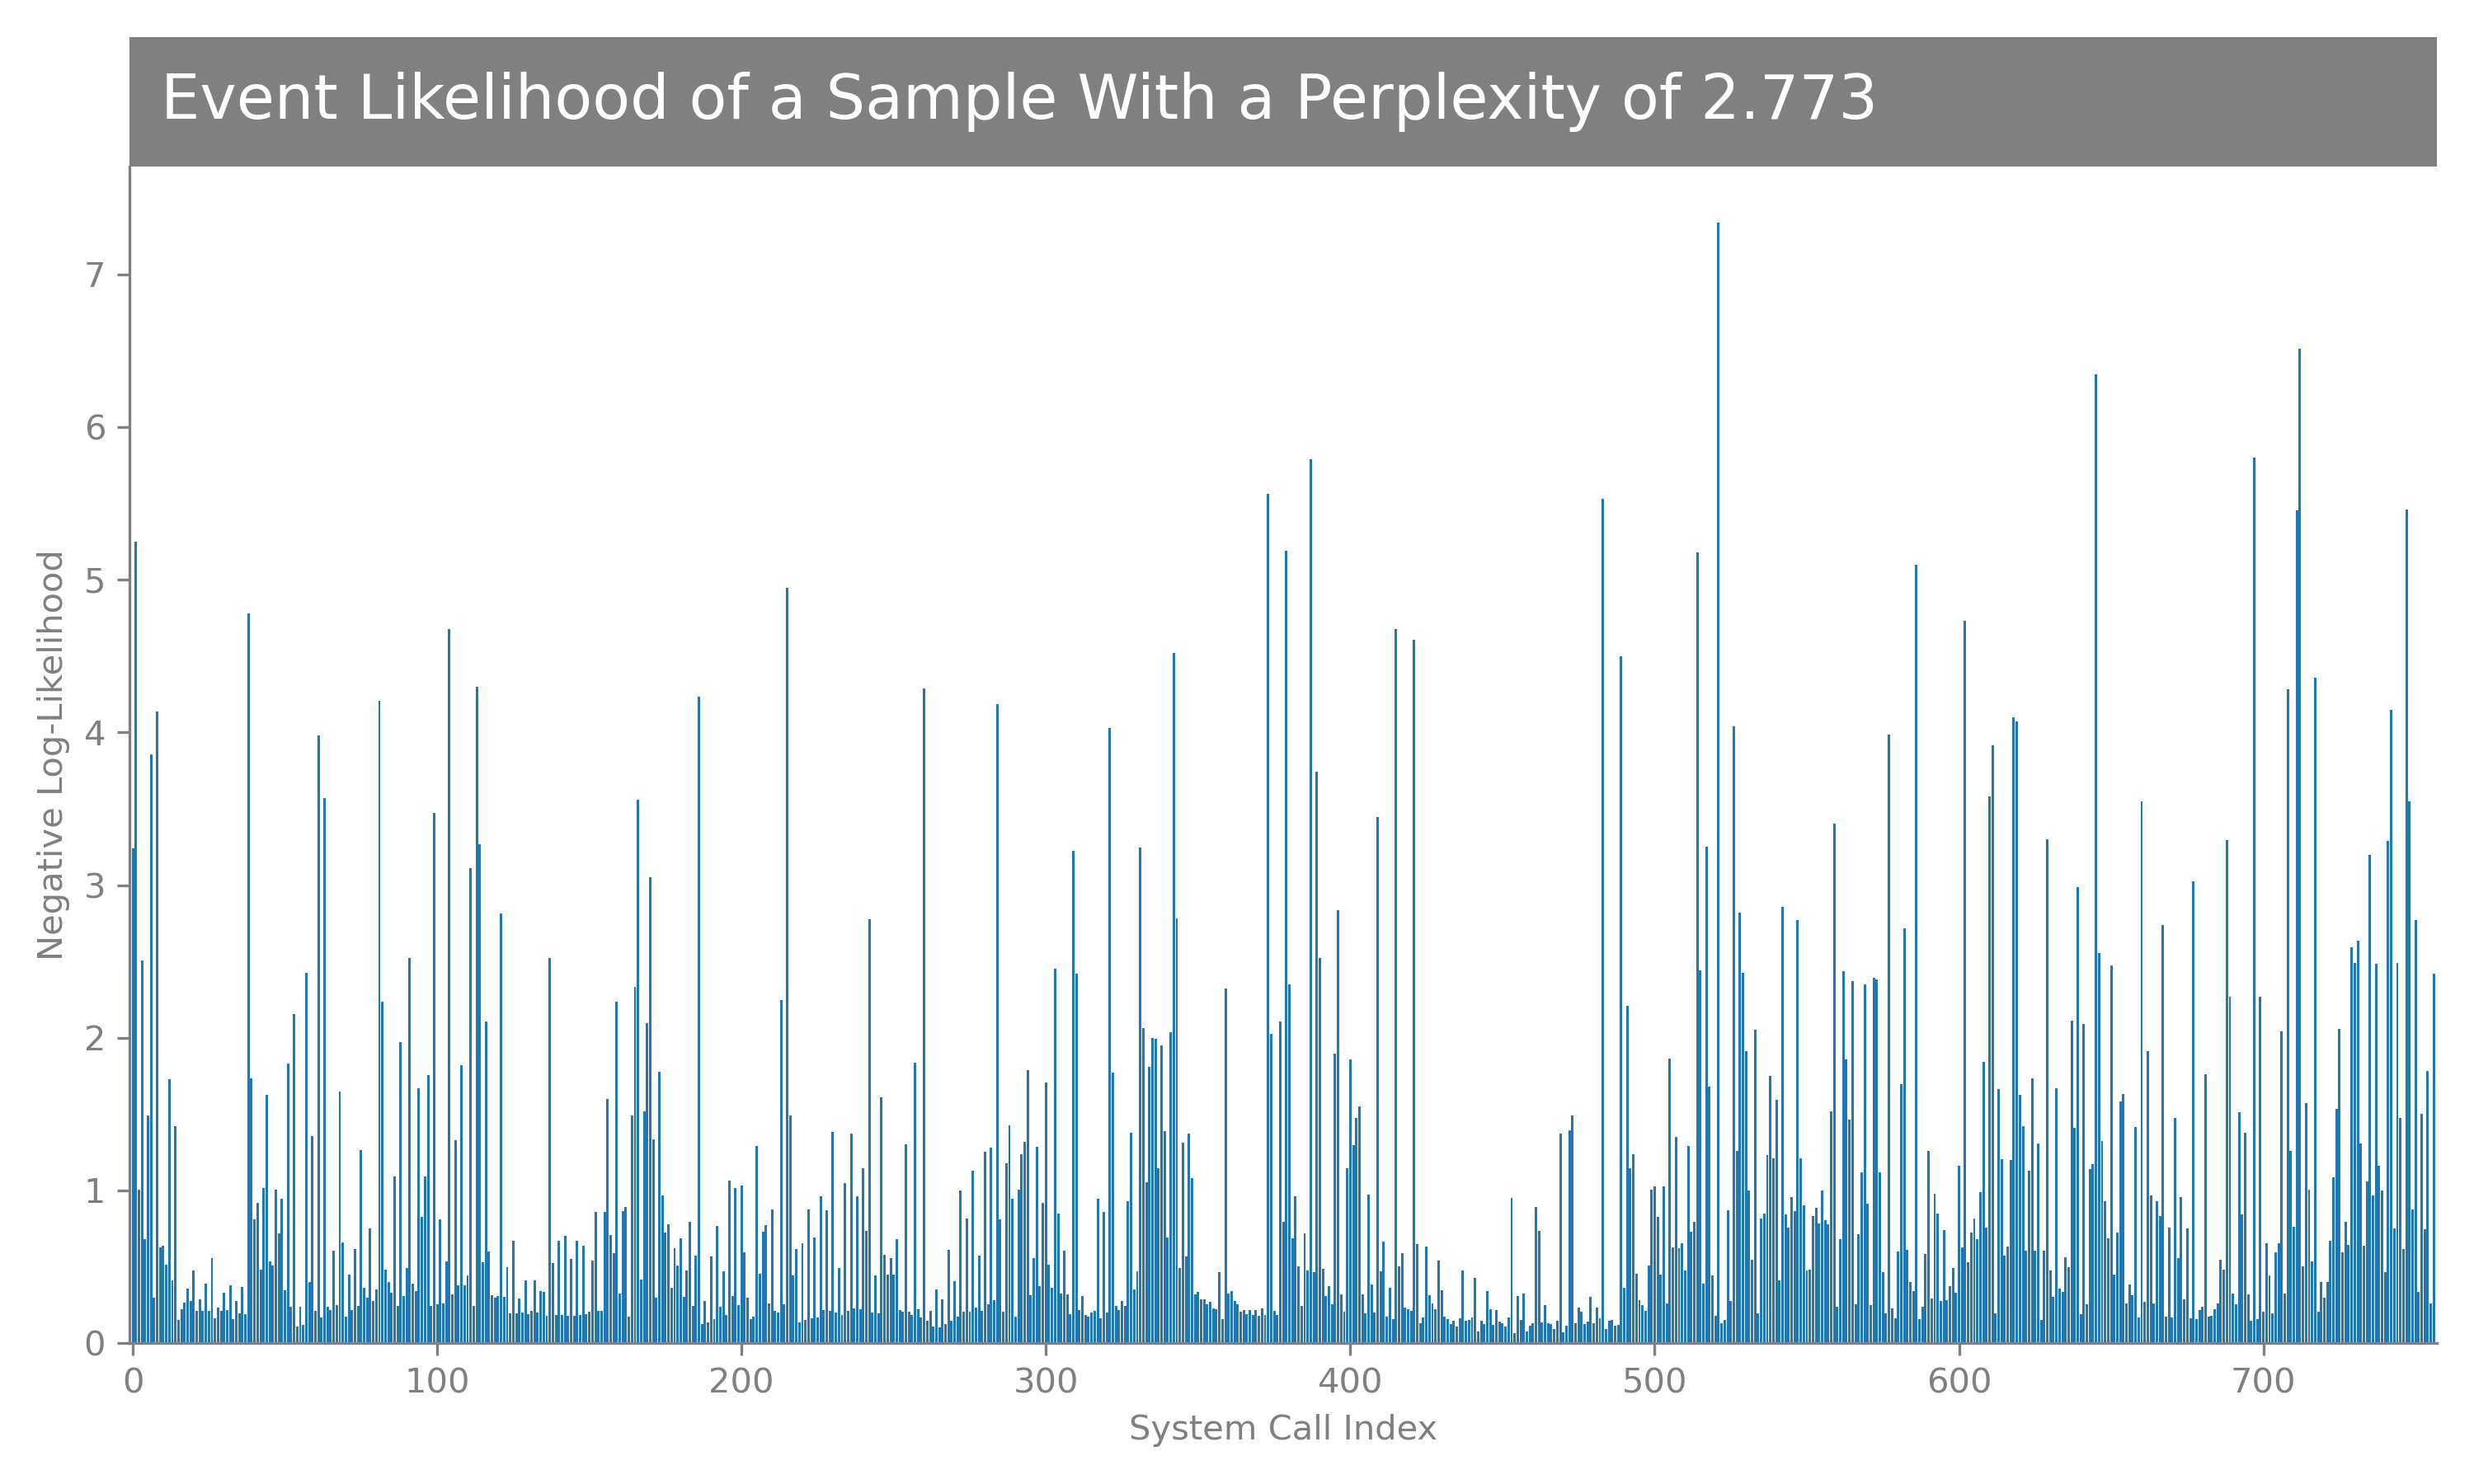 Event Likelihood of a Sample With a Perplexity of 2.773
7
6
5
4
3
2
1
0
Negative Log-Likelihood
0 100 200 300 400 500 600 700
System Call Index